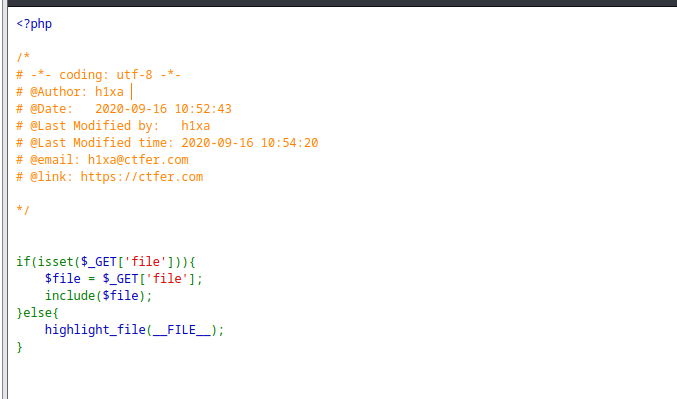 <?php
/*
# -*- coding: utf-8 -*-
# @Author: h1xa
# @Date:   2020-09-16 10:52:43
# @Last Modified by:   h1xa
# @Last Modified time: 2020-09-16 10:54:20
# @email: h1xa@ctfer.com
# @link: https://ctfer.com
*/
if(isset($_GET['file'])){
    $file = $_GET['file'];
    include($file);
}else{
    highlight_file(__FILE__);
}